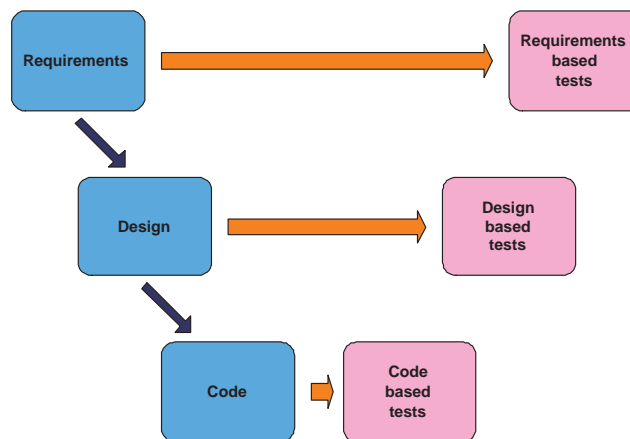 Requirements
Requirements
based
tests
Design
Design
based
tests
Code
Code
based
tests